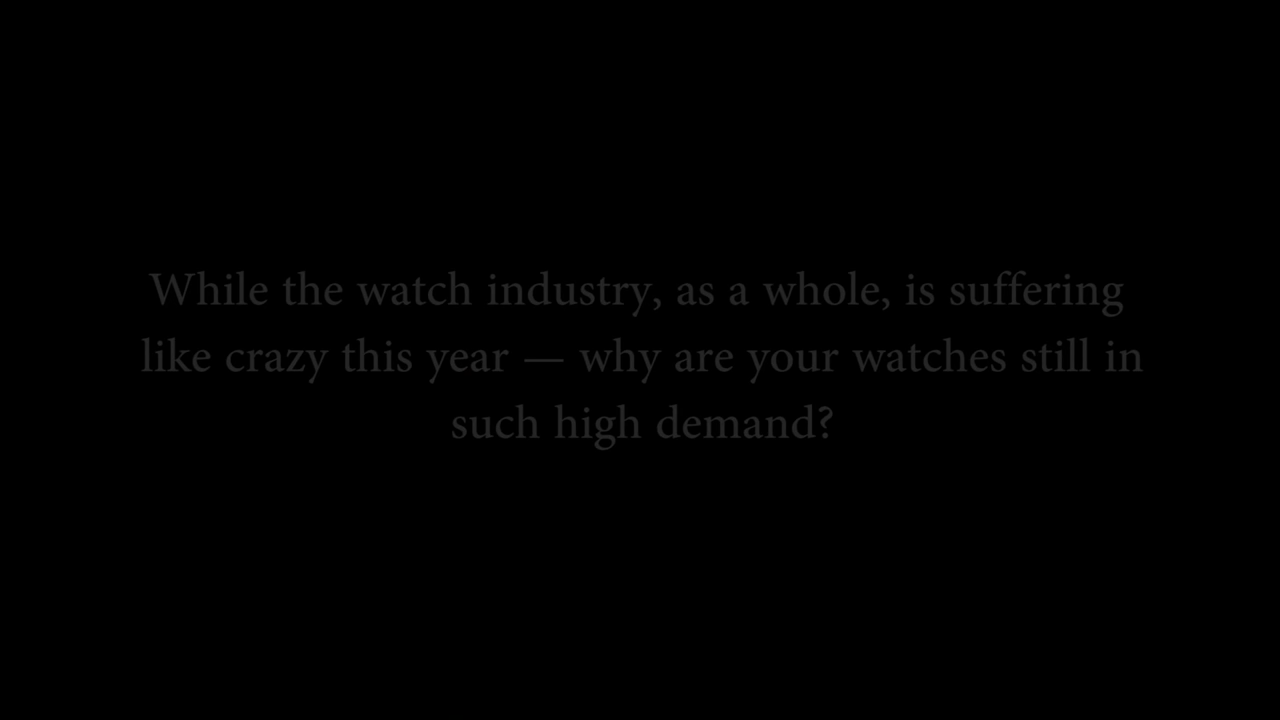 While the watch industry, as a whole, is suffering
like crazy this year — why are your watches still in
such high demand?